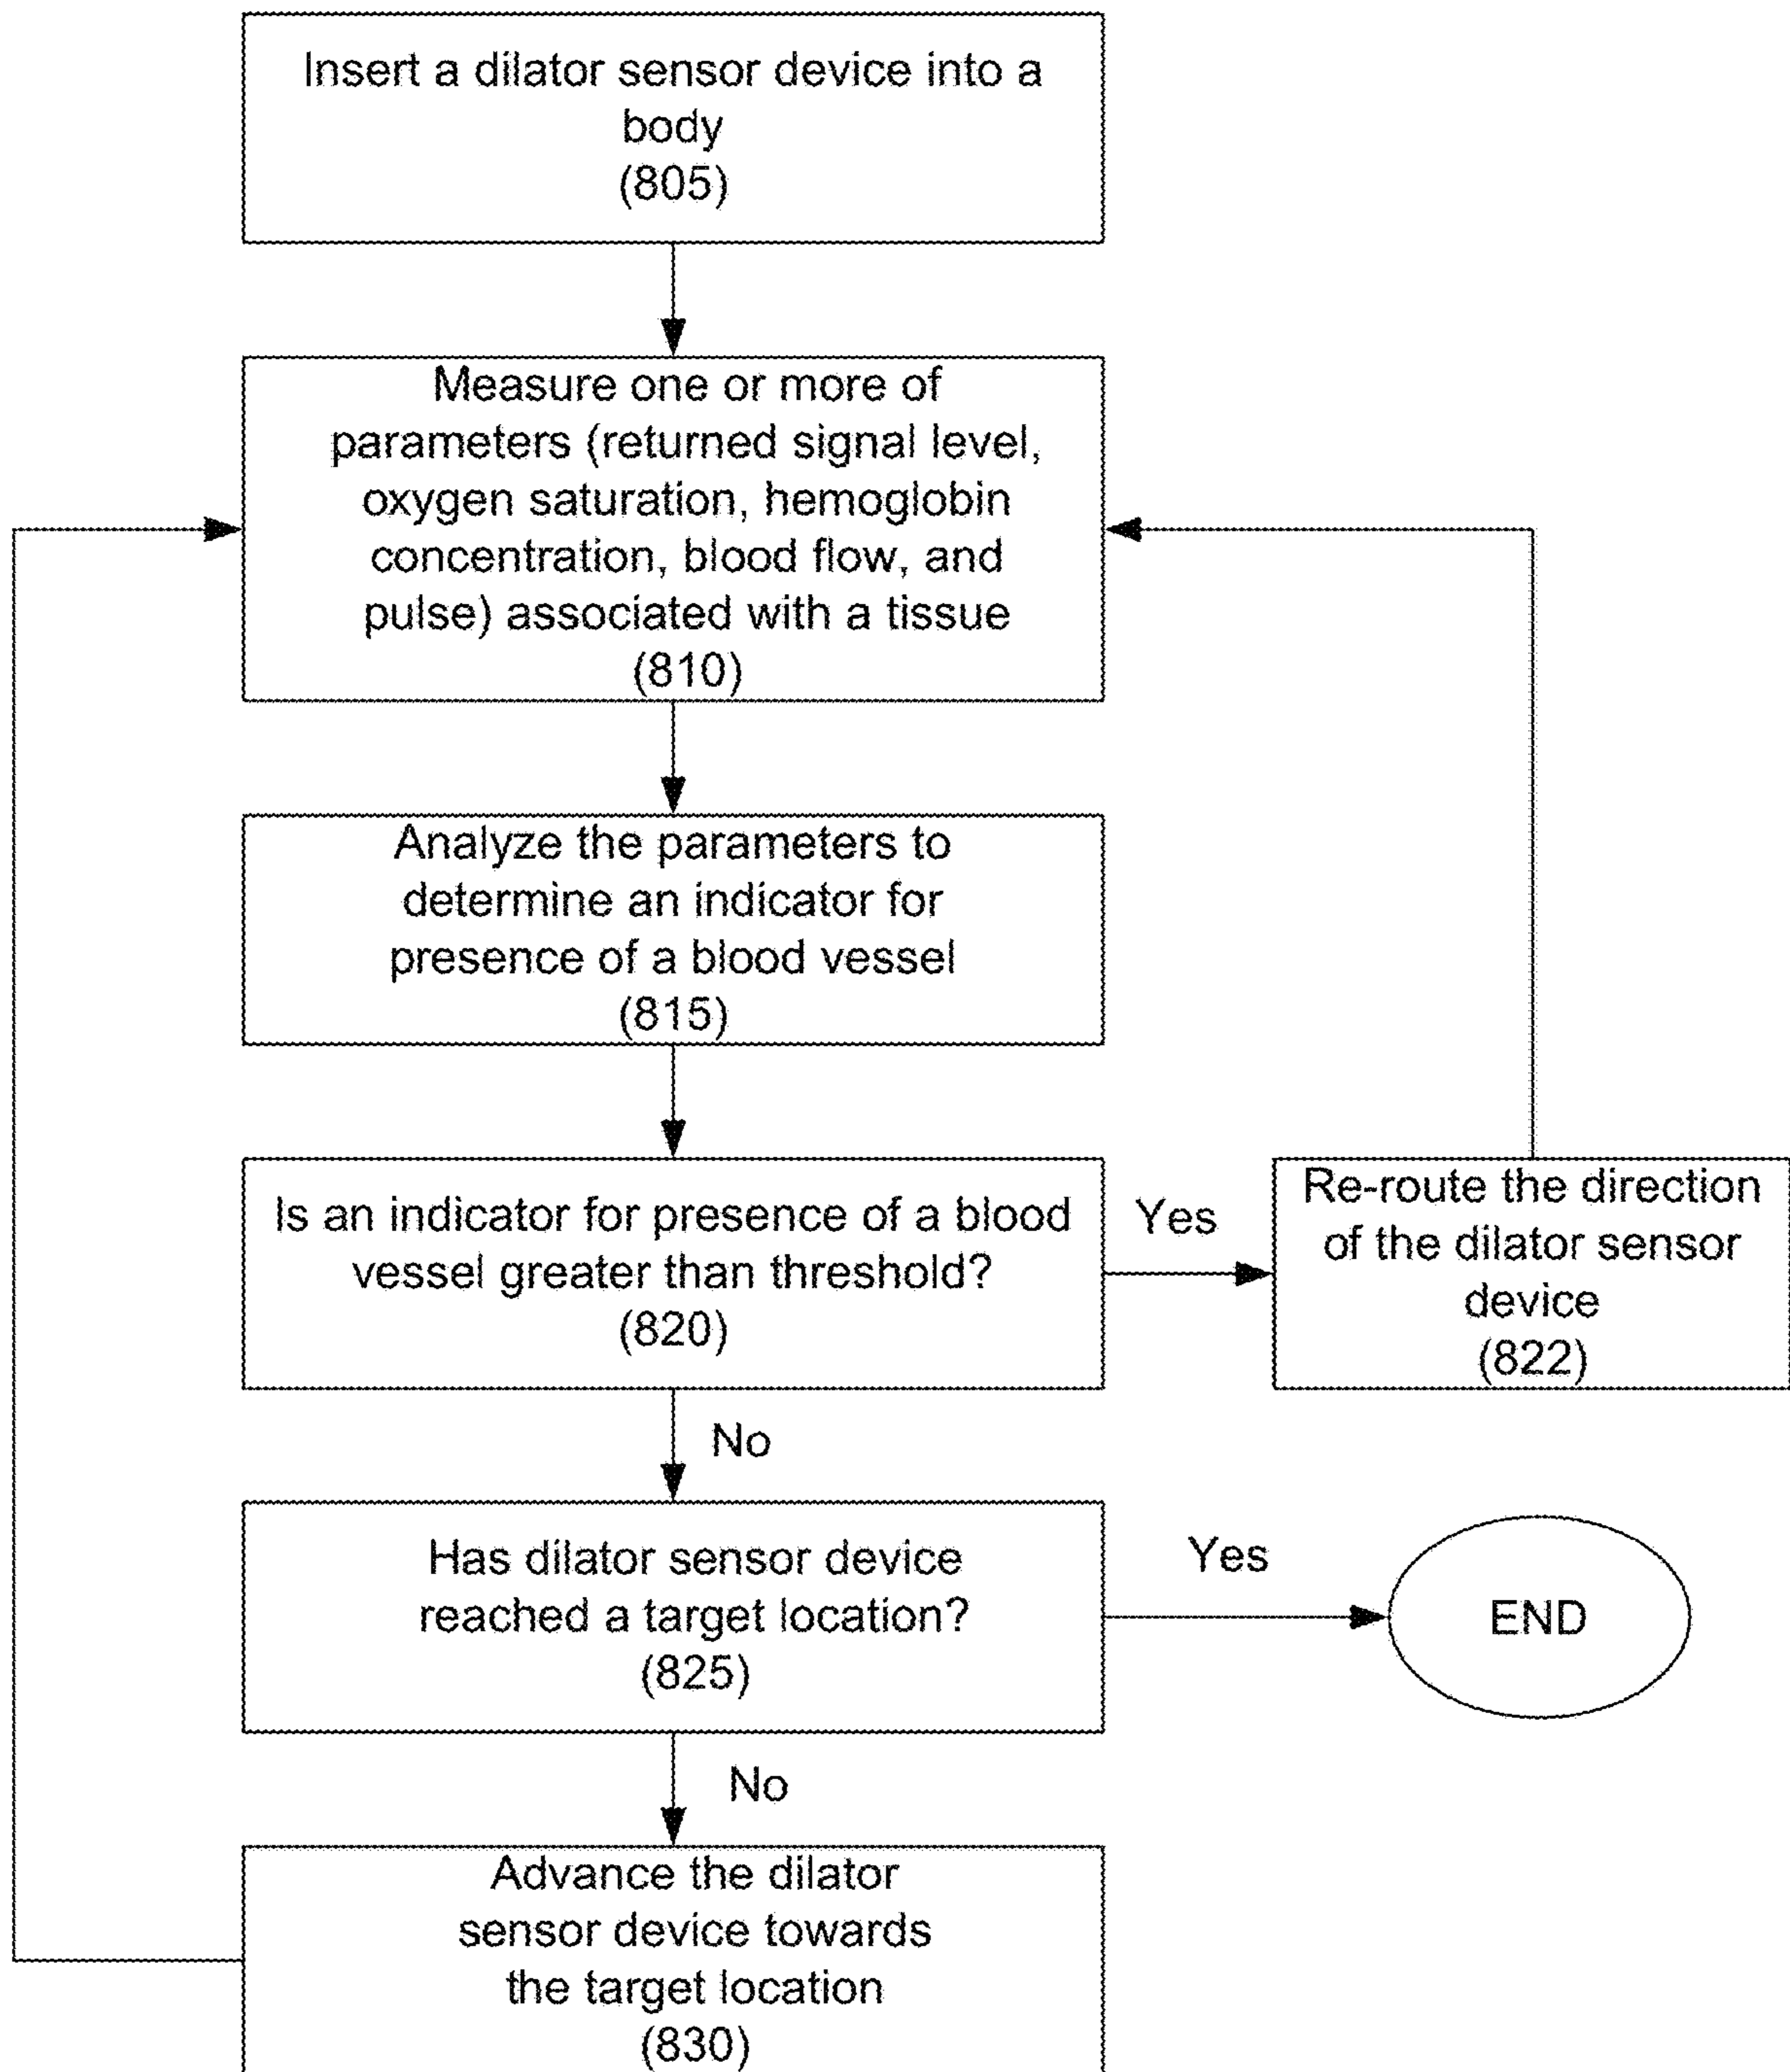 Insert a dilator sensor device into a
body
(805)
Measure one or more of
parameters (returned signal level,
oxygen saturation, hemoglobin
concentration, blood flow, and
pulse) associated with a tissue
(810)
Analyze the parameters to
determine an indicator for
presence of a blood vessel
(815)
Is an indicator for presence of a blood
vessel greater than threshold?
(820)
Yes
Re-route the direction
of the dilator sensor
device
(822)
No
Has dilator sensor device
reached a target location?
(825)
Yes
END
No
Advance the dilator
sensor device towards
the target location
(830)